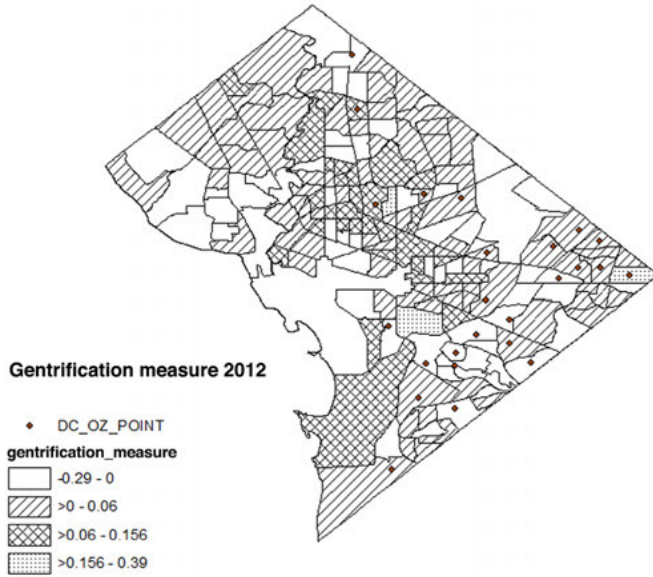 Gentrification measure 2012
DC_OZ_POINT
gentrification_measure
-0.29 - 0
>0 - 0.06
>0.06 - 0.156
>0.156 - 0.39